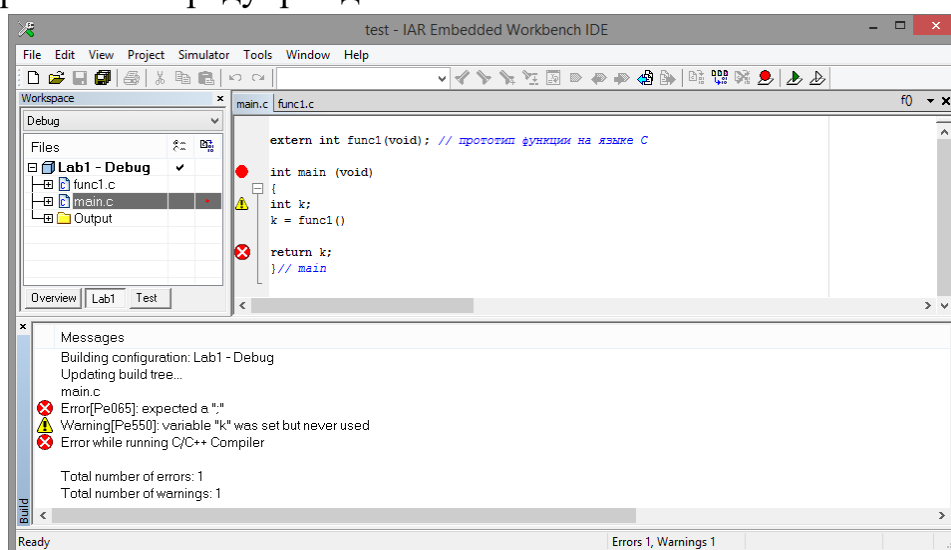 test - IAR Embedded Workbench IDE
File Edit View Project Simulator Tools Window Help
Workspace
Debug
Files
Lab1 - Debug
func1.c
main.c
Output
Overview Lab1 Test
main.c func1.c f()
extern int func1(void); // прототип функции на языке C
int main (void)
{
int k;
k = func1()
return k;
}// main
Messages
Building configuration: Lab1 - Debug
Updating build tree...
main.c
Error[Pe065]: expected a ";"
Warning[Pe550]: variable "k" was set but never used
Error while running C/C++ Compiler
Total number of errors: 1
Total number of warnings: 1
Build
Ready Errors 1, Warnings 1